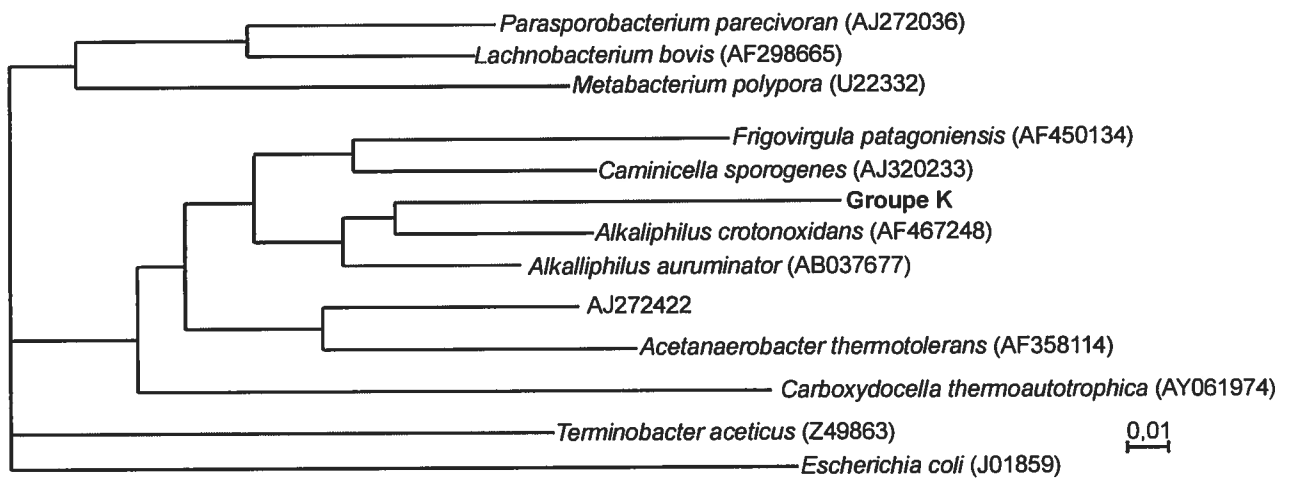 Parasporobacterium parecivoran (AJ272036)
Lachnobacterium bovis (AF298665)
Metabacterium polypora (U22332)
Frigovirgula patagoniensis (AF450134)
Caminicella sporogenes (AJ320233)
Groupe K
Alkaliphilus crotonoxidans (AF467248)
Alkalliphilus auruminator (AB037677)
AJ272422
Acetanaerobacter thermotolerans (AF358114)
Carboxydocella thermoautotrophica (AY061974)
Terminobacter aceticus (Z49863)
0,01
Escherichia coli (J01859)